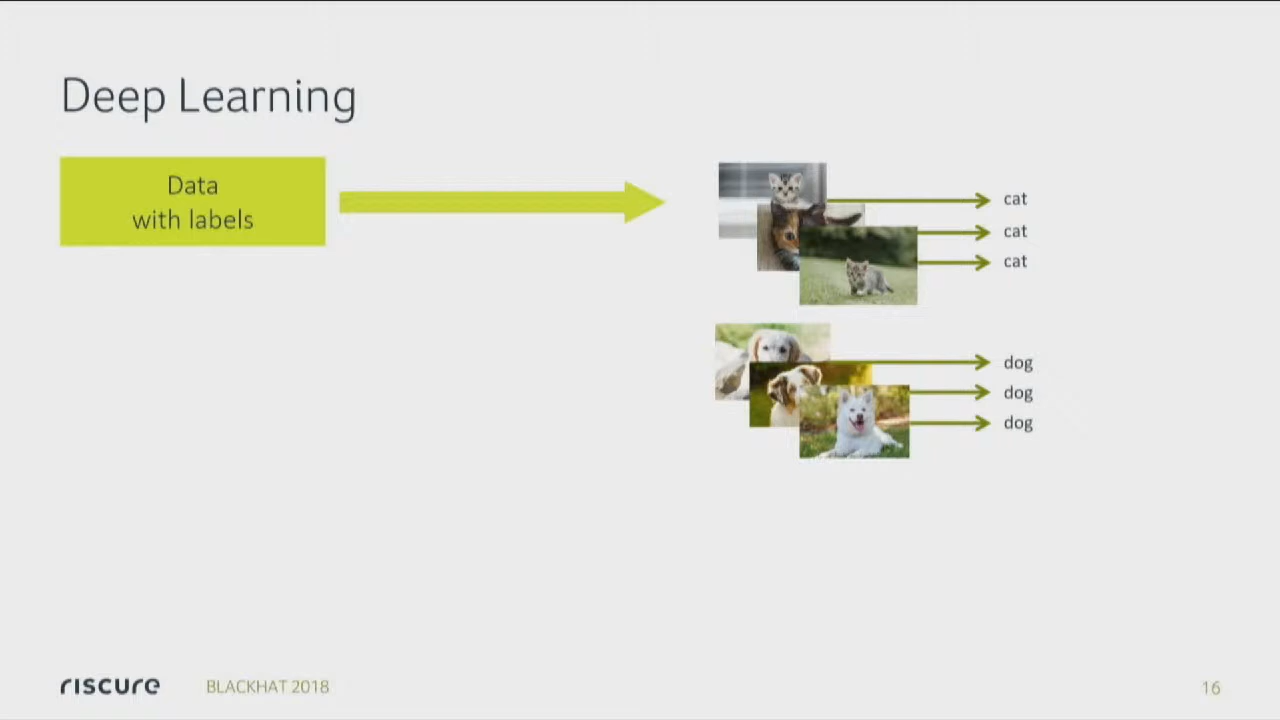 Deep Learning
Data
with labels
cat
cat
cat
dog
dog
dog
riscure
BLACKHAT 2018
16